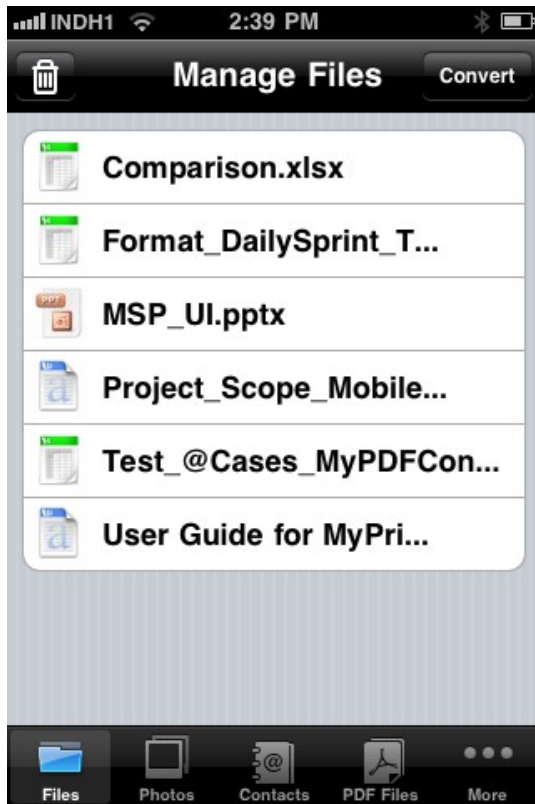 INDH1 2:39 PM
Manage Files Convert
Comparison.xlsx
Format_DailySprint_T...
MSP_UI.pptx
PPT
Project_Scope_Mobile...
Test_@Cases_MyPDFCon...
User Guide for MyPri...
Files Photos Contacts PDF Files More